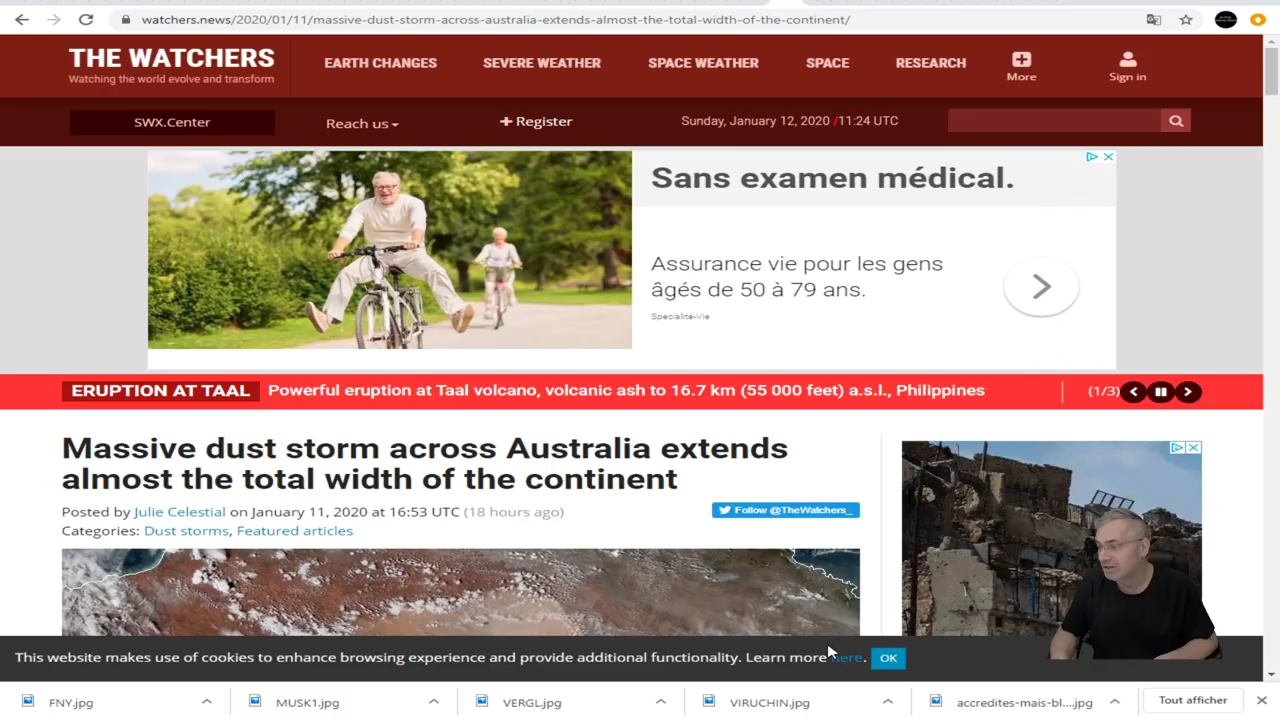 watchers.news/2020/01/11/massive-dust-storm-across-australia-extends-almost-the-total-width-of-the-continent/
THE WATCHERS
Watching the world evolve and transform
EARTH CHANGES
SEVERE WEATHER
SPACE WEATHER
SPACE
RESEARCH
More
Sign in
SWX.Center
Reach us
Register
Sunday, January 12, 2020 /11:24 UTC
Sans examen médical.
Assurance vie pour les gens
âgés de 50 à 79 ans.
Specialité-Vie
ERUPTION AT TAAL
Powerful eruption at Taal volcano, volcanic ash to 16.7 km (55 000 feet) a.s.l., Philippines
(1/3)
Massive dust storm across Australia extends
almost the total width of the continent
Posted by Julie Celestial on January 11, 2020 at 16:53 UTC (18 hours ago)
Follow @TheWatchers_
Categories: Dust storms, Featured articles
This website makes use of cookies to enhance browsing experience and provide additional functionality. Learn more here.
OK
FNY.jpg
MUSK1.jpg
VERGL.jpg
VIRUCHIN.jpg
accredites-mais-bl....jpg
Tout afficher